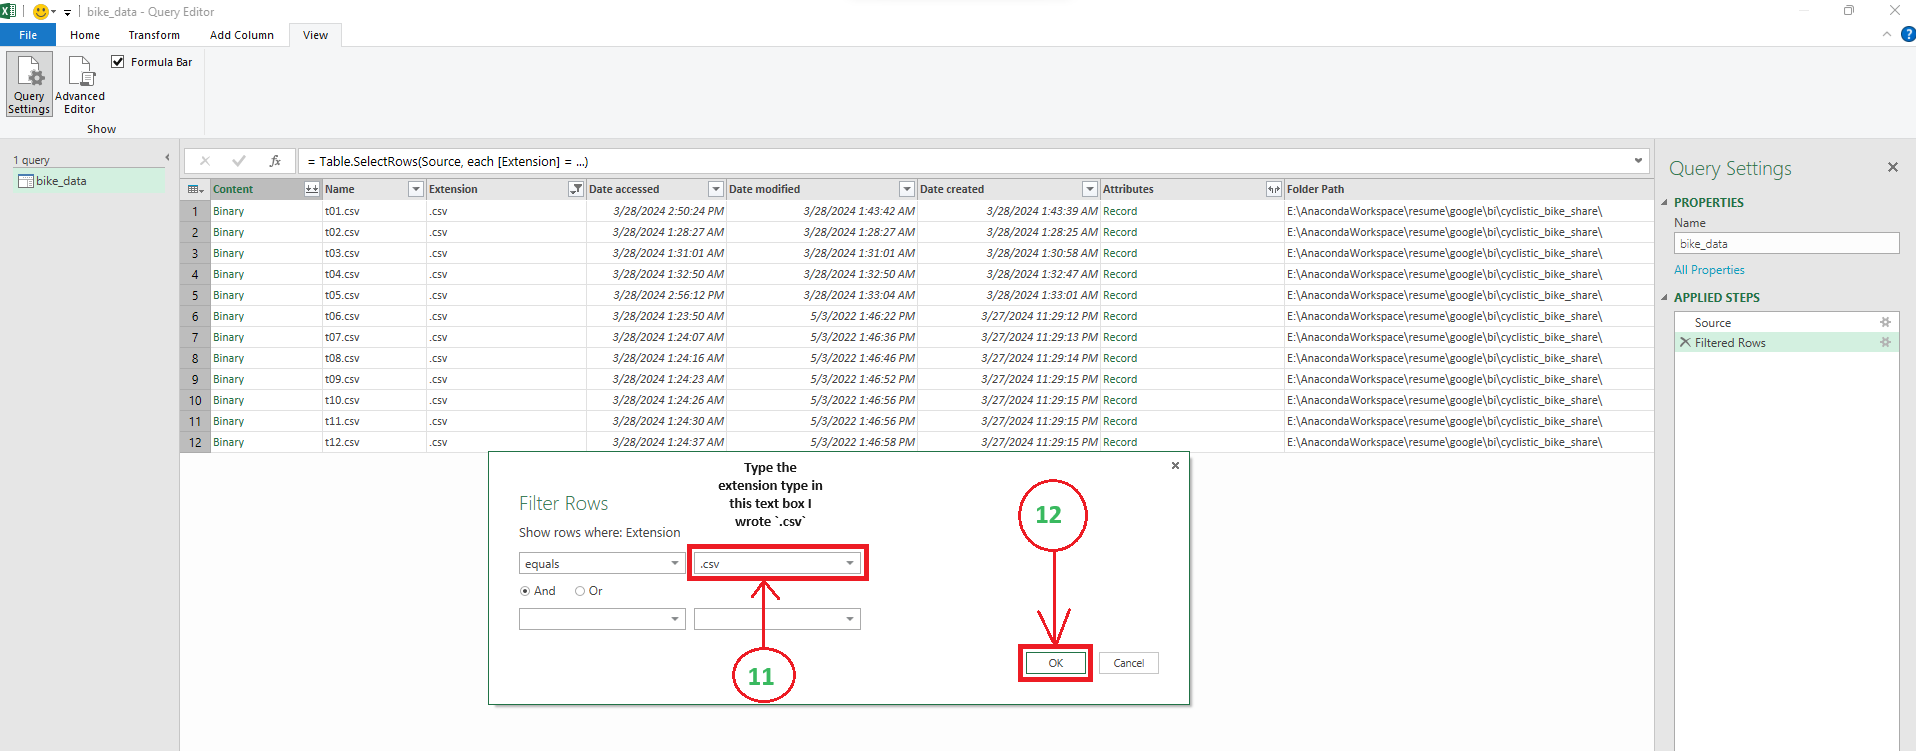 bike_data - Query Editor
File Home Transform Add Column View
Query Settings
Advanced Editor
Formula Bar
Show
1 query
bike_data
fx = Table.SelectRows(Source, each [Extension] = ...)
Content Name Extension Date accessed Date modified Date created Attributes Folder Path
1 Binary t01.csv .csv 3/28/2024 2:50:24 PM 3/28/2024 1:43:42 AM 3/28/2024 1:43:39 AM Record E:\AnacondaWorkspace\resume\google\bi\cyclistic_bike_share\
2 Binary t02.csv .csv 3/28/2024 1:28:27 AM 3/28/2024 1:28:27 AM 3/28/2024 1:28:25 AM Record E:\AnacondaWorkspace\resume\google\bi\cyclistic_bike_share\
3 Binary t03.csv .csv 3/28/2024 1:31:01 AM 3/28/2024 1:31:01 AM 3/28/2024 1:30:58 AM Record E:\AnacondaWorkspace\resume\google\bi\cyclistic_bike_share\
4 Binary t04.csv .csv 3/28/2024 1:32:50 AM 3/28/2024 1:32:50 AM 3/28/2024 1:32:47 AM Record E:\AnacondaWorkspace\resume\google\bi\cyclistic_bike_share\
5 Binary t05.csv .csv 3/28/2024 2:56:12 PM 3/28/2024 1:33:04 AM 3/28/2024 1:33:01 AM Record E:\AnacondaWorkspace\resume\google\bi\cyclistic_bike_share\
6 Binary t06.csv .csv 3/28/2024 1:23:50 AM 5/3/2022 1:46:22 PM 3/27/2024 11:29:12 PM Record E:\AnacondaWorkspace\resume\google\bi\cyclistic_bike_share\
7 Binary t07.csv .csv 3/28/2024 1:24:07 AM 5/3/2022 1:46:36 PM 3/27/2024 11:29:13 PM Record E:\AnacondaWorkspace\resume\google\bi\cyclistic_bike_share\
8 Binary t08.csv .csv 3/28/2024 1:24:16 AM 5/3/2022 1:46:46 PM 3/27/2024 11:29:14 PM Record E:\AnacondaWorkspace\resume\google\bi\cyclistic_bike_share\
9 Binary t09.csv .csv 3/28/2024 1:24:23 AM 5/3/2022 1:46:52 PM 3/27/2024 11:29:15 PM Record E:\AnacondaWorkspace\resume\google\bi\cyclistic_bike_share\
10 Binary t10.csv .csv 3/28/2024 1:24:26 AM 5/3/2022 1:46:56 PM 3/27/2024 11:29:15 PM Record E:\AnacondaWorkspace\resume\google\bi\cyclistic_bike_share\
11 Binary t11.csv .csv 3/28/2024 1:24:30 AM 5/3/2022 1:46:56 PM 3/27/2024 11:29:15 PM Record E:\AnacondaWorkspace\resume\google\bi\cyclistic_bike_share\
12 Binary t12.csv .csv 3/28/2024 1:24:37 AM 5/3/2022 1:46:58 PM 3/27/2024 11:29:15 PM Record E:\AnacondaWorkspace\resume\google\bi\cyclistic_bike_share\
Type the
extension type in
this text box I
wrote `.csv`
Filter Rows
Show rows where: Extension
equals .csv
And Or
11
12
OK Cancel
Query Settings
PROPERTIES
Name
bike_data
All Properties
APPLIED STEPS
Source
Filtered Rows